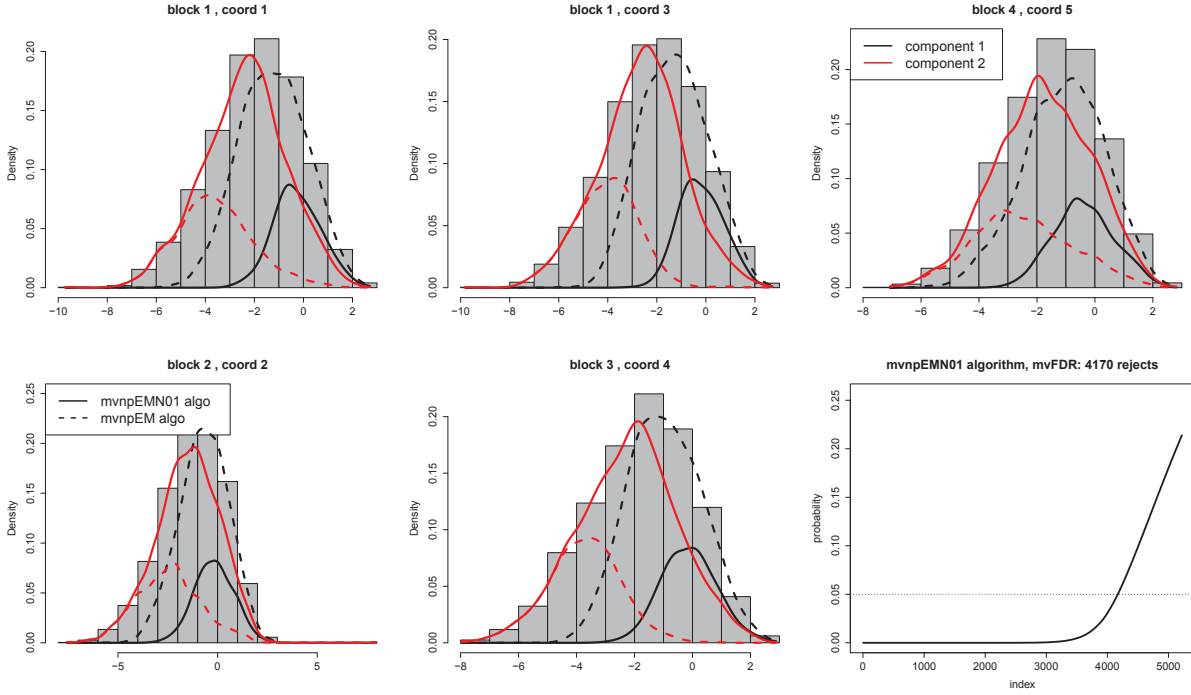 block 1 , coord 1
Density
0.00 0.05 0.10 0.15 0.20
−10 −8 −6 −4 −2 0 2
block 1 , coord 3
Density
0.00 0.05 0.10 0.15 0.20
−10 −8 −6 −4 −2 0 2
block 4 , coord 5
component 1
component 2
Density
0.00 0.05 0.10 0.15 0.20
−8 −6 −4 −2 0 2
block 2 , coord 2
mvnpEMN01 algo
mvnpEM algo
Density
0.00 0.05 0.10 0.15 0.20 0.25
−5 0 5
block 3 , coord 4
Density
0.00 0.05 0.10 0.15 0.20
−8 −6 −4 −2 0 2
mvnpEMN01 algorithm, mvFDR: 4170 rejects
probability
0.00 0.05 0.10 0.15 0.20 0.25
0 1000 2000 3000 4000 5000
index